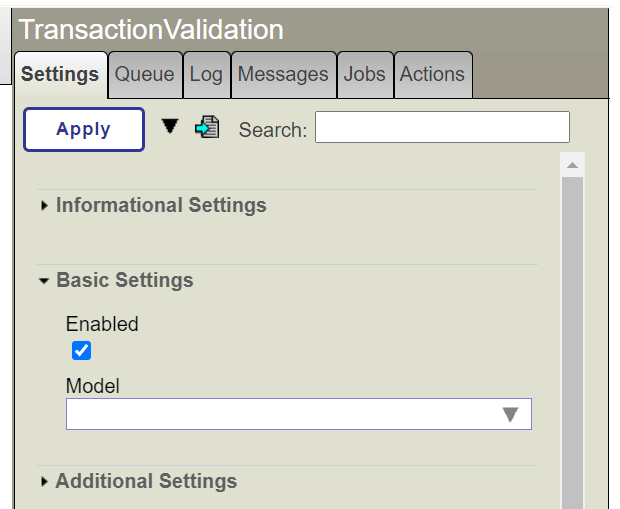 TransactionValidation
Settings Queue Log Messages Jobs Actions
Apply Search:
Informational Settings
Basic Settings
Enabled
Model
Additional Settings